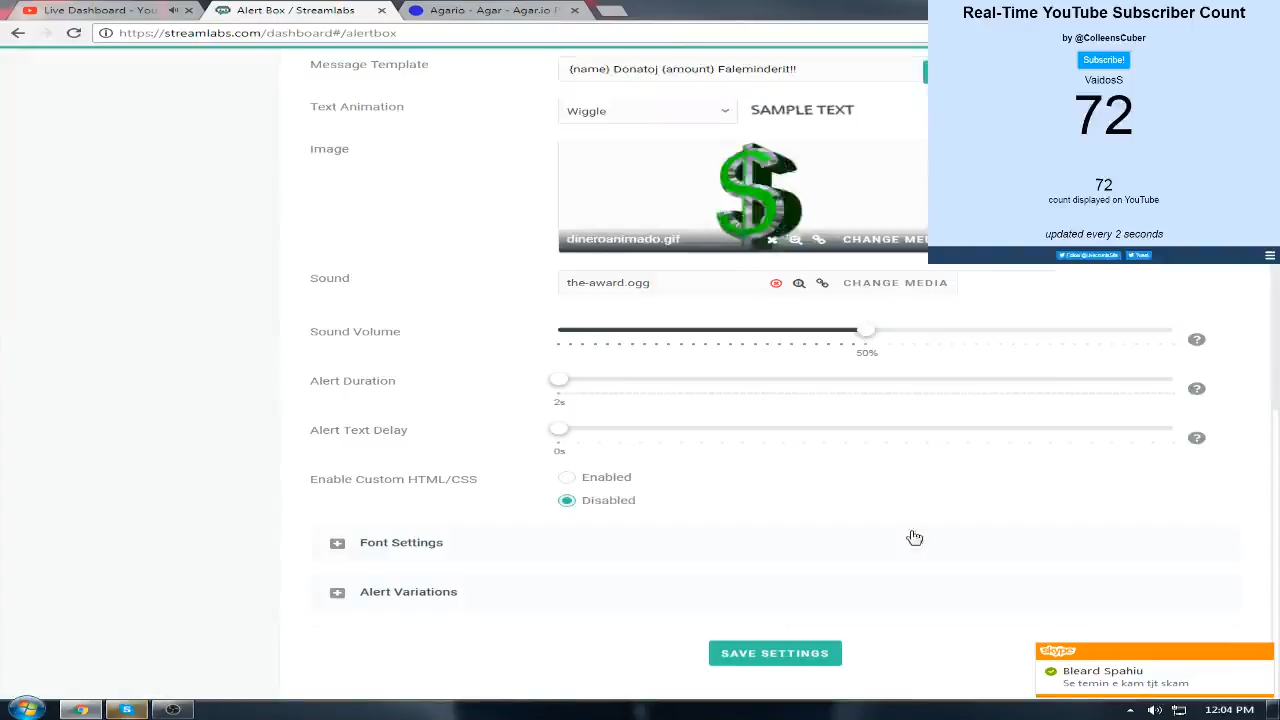 Live Dashboard - You
Alert Box / Streamlabs
Agario - Agar - Agar.io P
https://streamlabs.com/dashboard#/alertbox
Real-Time YouTube Subscriber Count
by @ColleensCuber
Subscribe!
VaidosS
72
72
count displayed on YouTube
updated every 2 seconds
Tweet
Message Template
{name} Donatoj {amount} Faleminderit!!
Text Animation
Wiggle
SAMPLE TEXT
Image
dineroanimado.gif
CHANGE MED
Sound
the-award.ogg
CHANGE MEDIA
Sound Volume
50%
Alert Duration
2s
Alert Text Delay
0s
Enable Custom HTML/CSS
Enabled
Disabled
Font Settings
Alert Variations
SAVE SETTINGS
skype
Bleard Spahiu
Se temin e kam tjt skam
12:04 PM